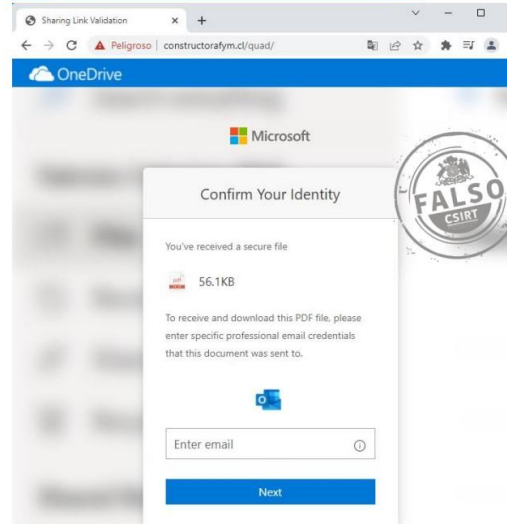 Sharing Link Validation
Peligroso | constructorafym.cl/quad/
OneDrive
Microsoft
FALSO
CSIRT
Confirm Your Identity
You've received a secure file
pdf
56.1KB
To receive and download this PDF file, please
enter specific professional email credentials
that this document was sent to.
Enter email
Next